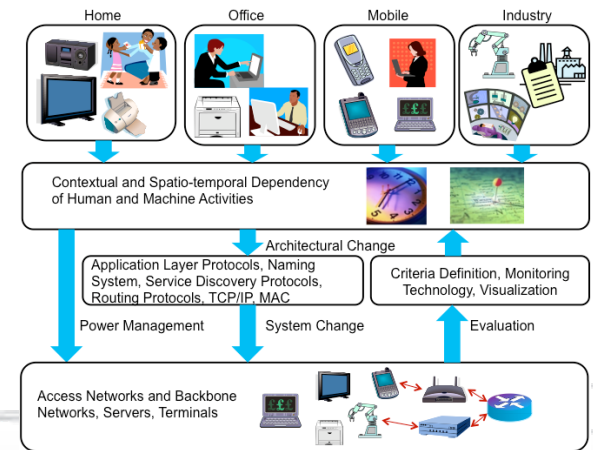 Home
Office
Mobile
Industry
£££
Contextual and Spatio-temporal Dependency
of Human and Machine Activities
Architectural Change
Application Layer Protocols, Naming
System, Service Discovery Protocols,
Routing Protocols, TCP/IP, MAC
Criteria Definition, Monitoring
Technology, Visualization
Power Management
System Change
Evaluation
Access Networks and Backbone
Networks, Servers, Terminals
£££